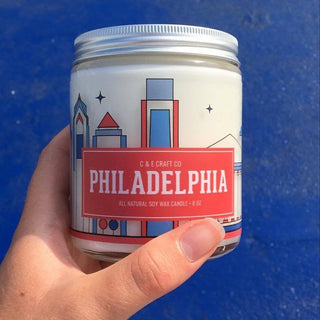 C & E CRAFT CO
PHILADELPHIA
ALL NATURAL SOY WAX CANDLE • 8 OZ